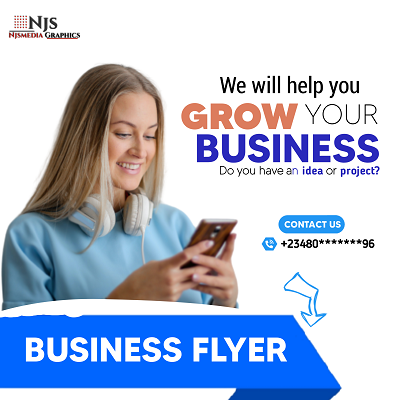 NJS
NJSMEDIA GRAPHICS
We will help you
GROW YOUR
BUSINESS
Do you have an idea or project?
CONTACT US
+23480*******96
BUSINESS FLYER